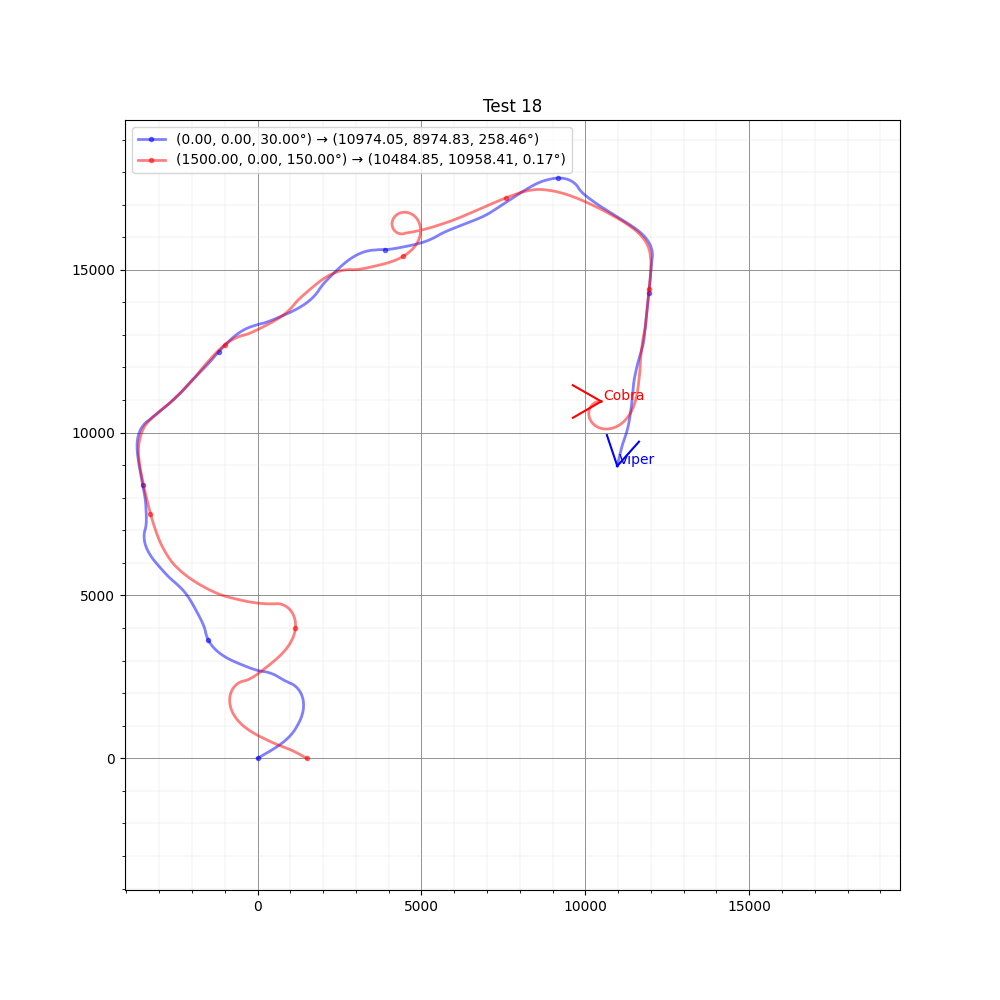 Test 18
(0.00, 0.00, 30.00°) → (10974.05, 8974.83, 258.46°)
(1500.00, 0.00, 150.00°) → (10484.85, 10958.41, 0.17°)
15000
Cobra
10000
Viper
5000
0
0 5000 10000 15000